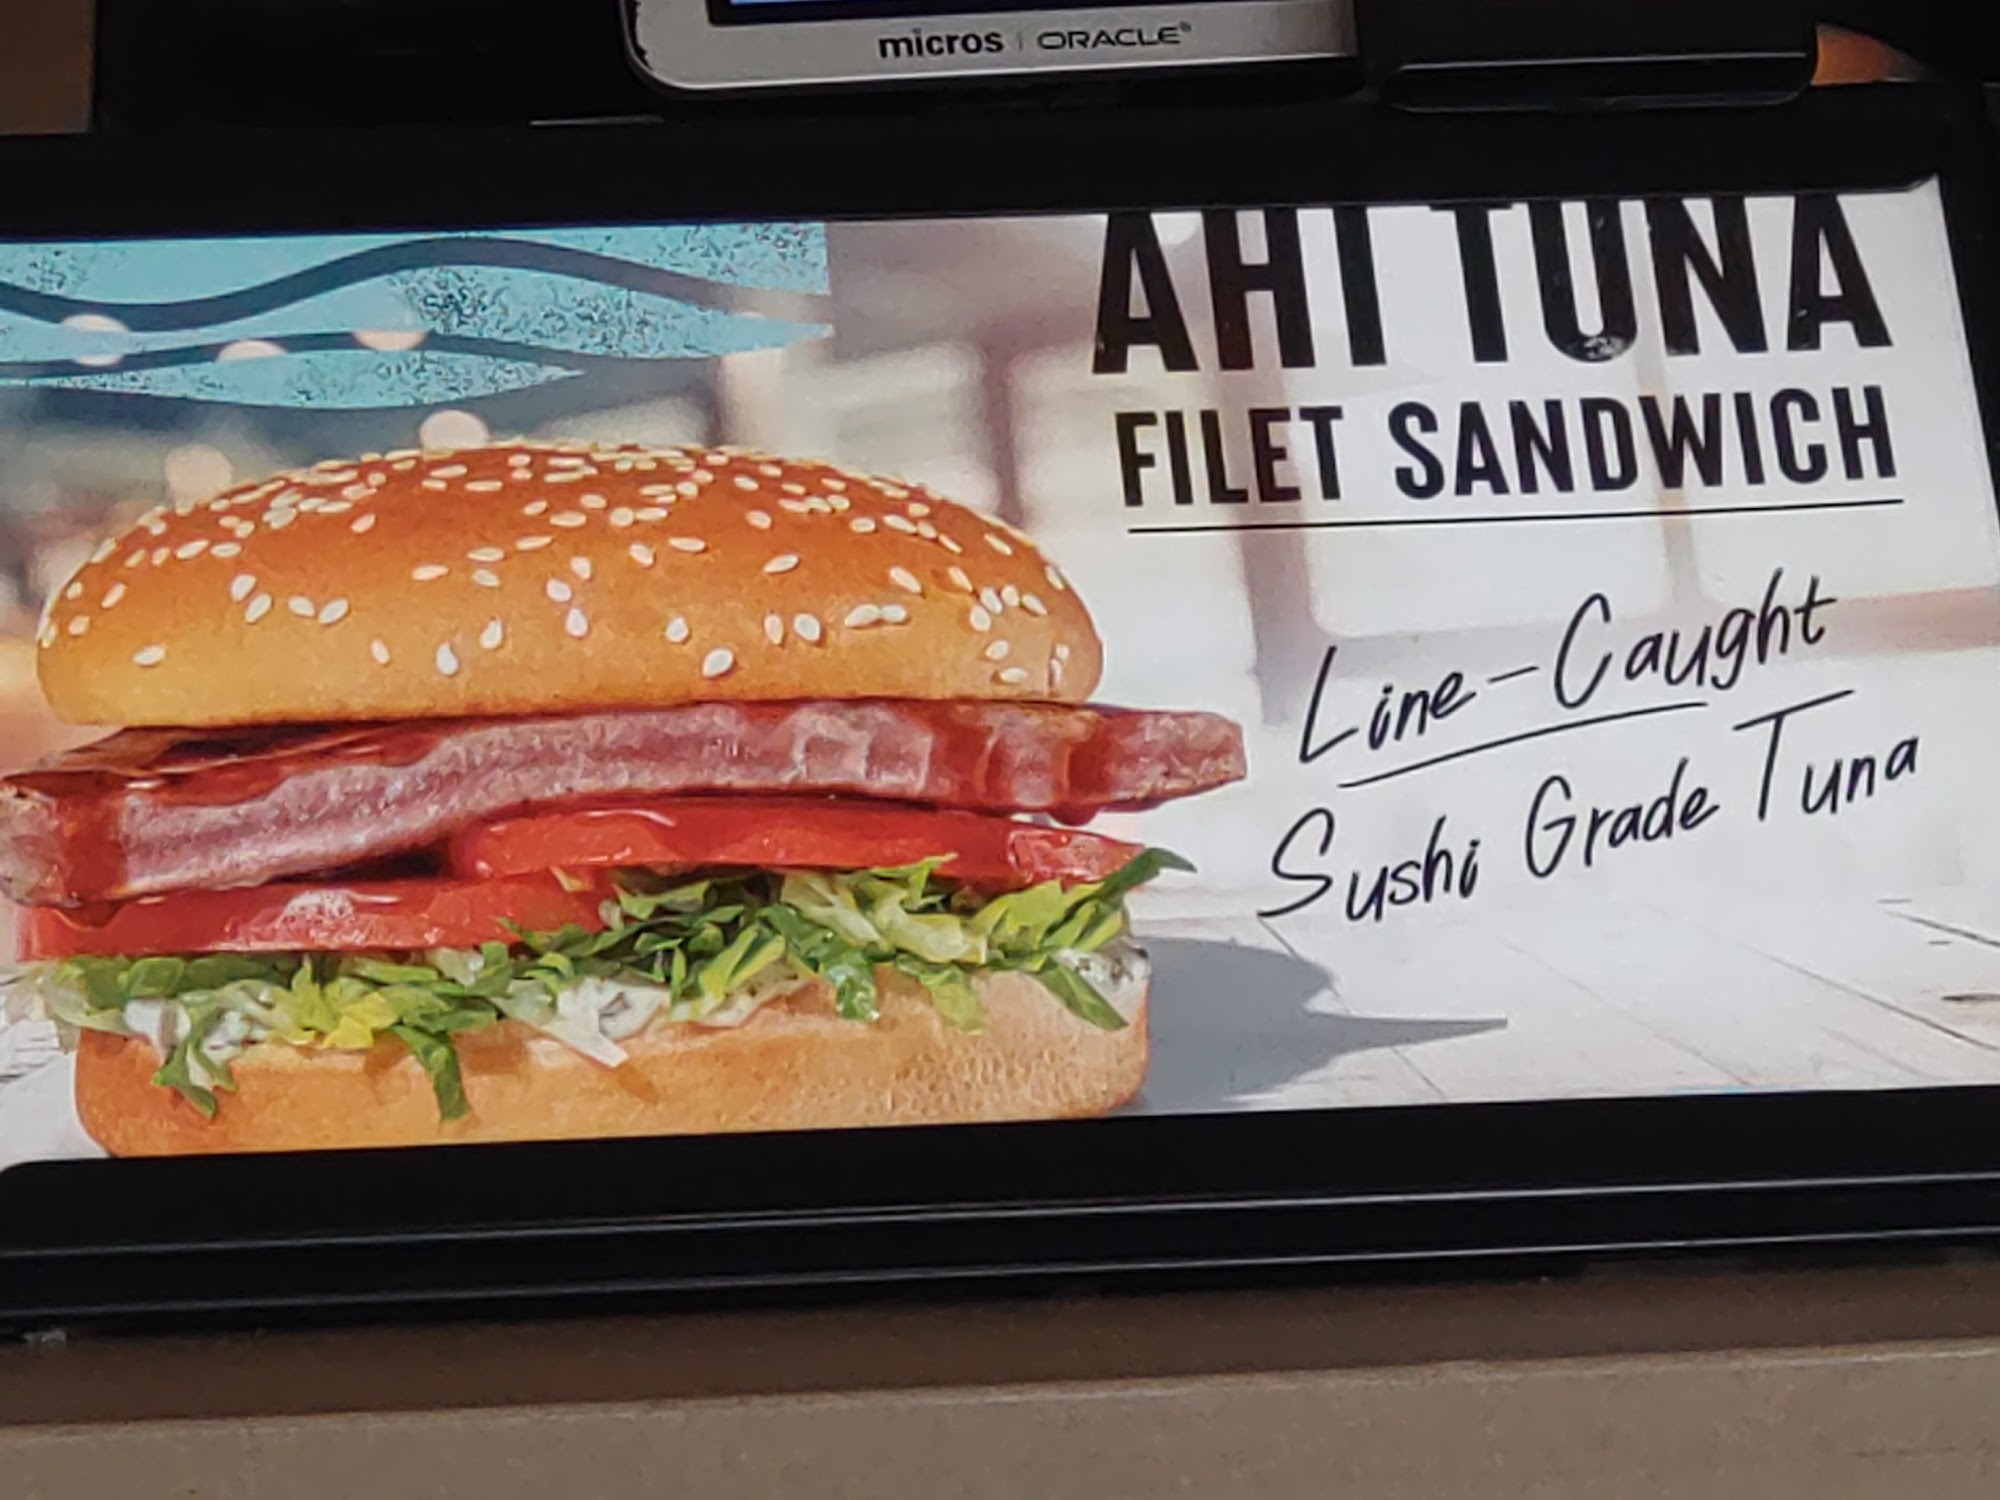 micros | ORACLE®
AHI TUNA
FILET SANDWICH
Line-Caught
Sushi Grade Tuna